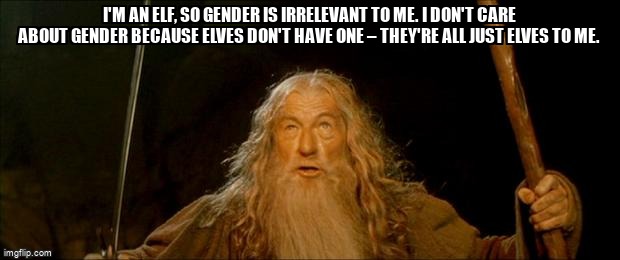 I'M AN ELF, SO GENDER IS IRRELEVANT TO ME. I DON'T CARE
ABOUT GENDER BECAUSE ELVES DON'T HAVE ONE – THEY'RE ALL JUST ELVES TO ME.
imgflip.com